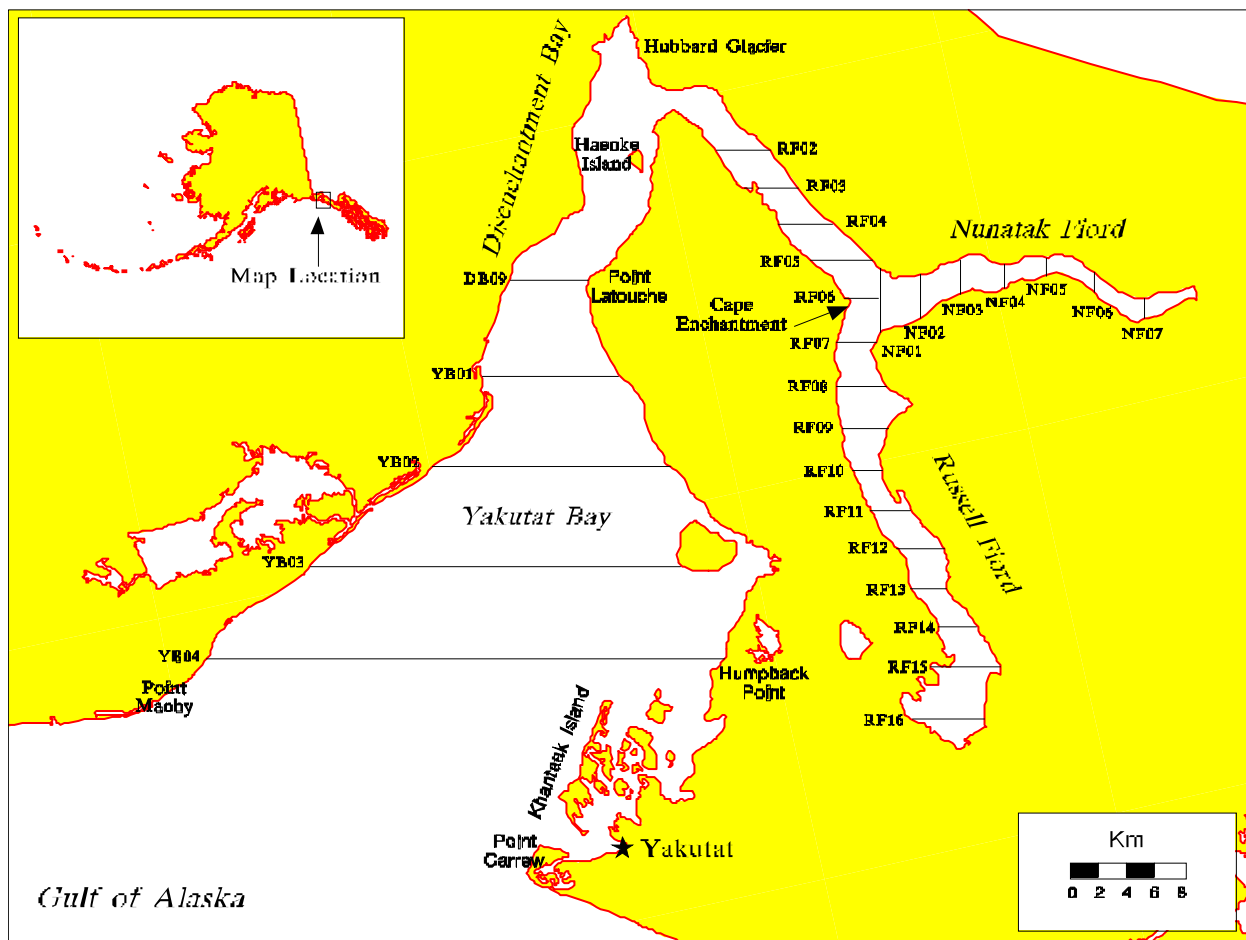 Hubbard Glacier
Disenchantment Bay
Haenke
Island
RF02
RF03
RF04
Nunatak Fiord
RF05
Map Location
DB09
Point
Latouche
RF06
Cape
Enchantment
NF05
NF04
NF03
NF06
NF02
NF07
RF07
NF01
YB01
RF08
RF09
YB02
RF10
Russell Fiord
RF11
Yakutat Bay
RF12
YB03
RF13
RF14
YB04
RF15
Humpback
Point
Point
Manby
Khantaak Island
RF16
Point
Carrew
Yakutat
Km
0 2 4 6 8
Gulf of Alaska